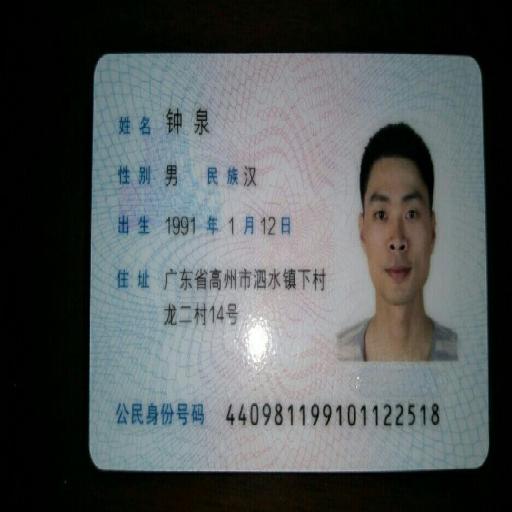 姓名 钟泉
性别 男 民族 汉
出生 1991 年 1 月 12 日
住址 广东省高州市泗水镇下村
龙二村14号
公民身份号码 440981199101122518